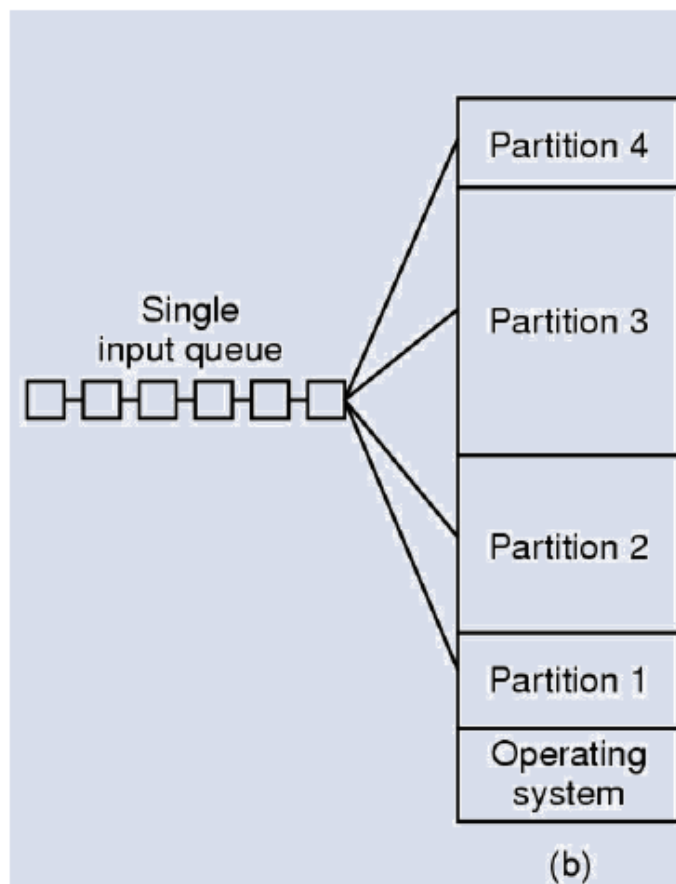 Partition 4
Partition 3
Single
input queue
Partition 2
Partition 1
Operating
system
(b)